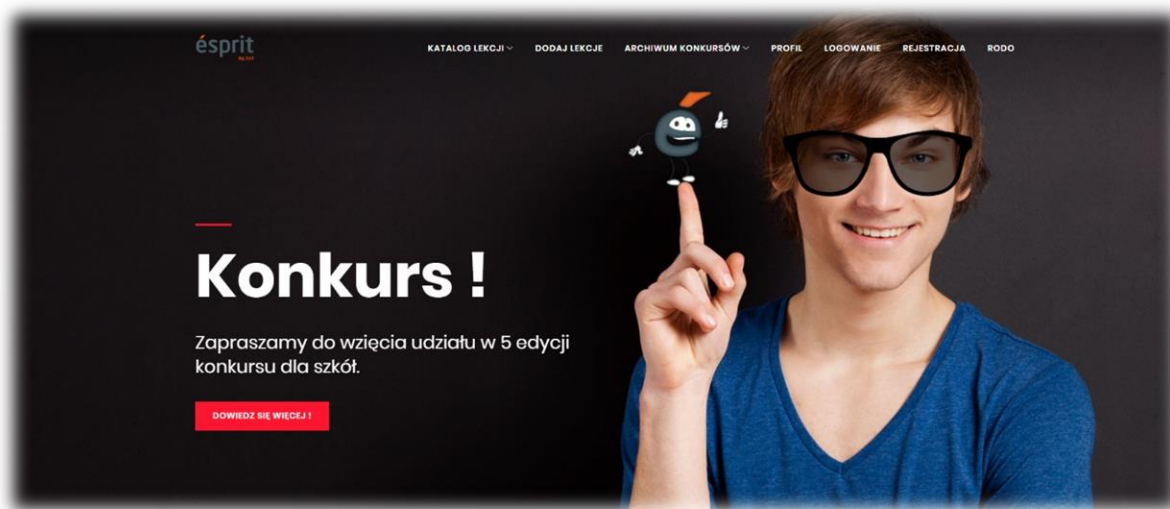 ésprit
KATALOG LEKCJI
DODAJ LEKCJE
ARCHIWUM KONKURSÓW
PROFIL
LOGOWANIE
REJESTRACJA
RODO
Konkurs !
Zapraszamy do wzięcia udziału w 5 edycji
konkursu dla szkół.
DOWIEDZ SIĘ WIĘCEJ !